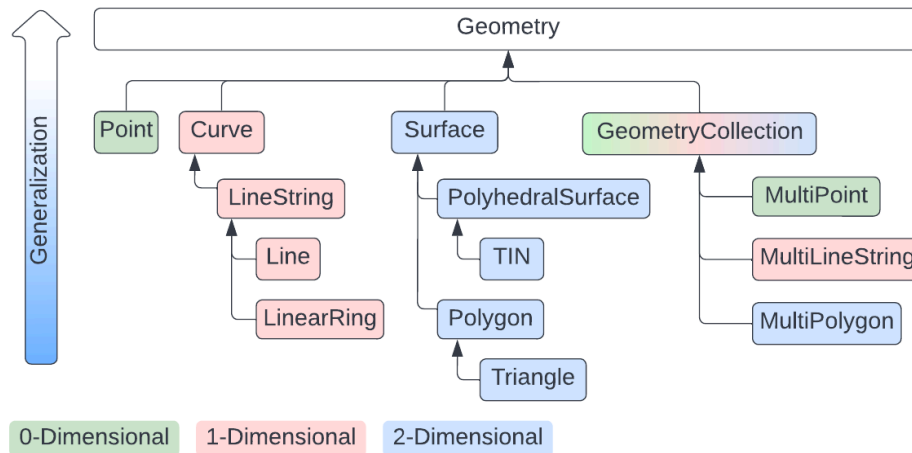 Geometry
Generalization
Point
Curve
Surface
GeometryCollection
LineString
PolyhedralSurface
MultiPoint
Line
TIN
MultiLineString
LinearRing
Polygon
MultiPolygon
Triangle
0-Dimensional
1-Dimensional
2-Dimensional